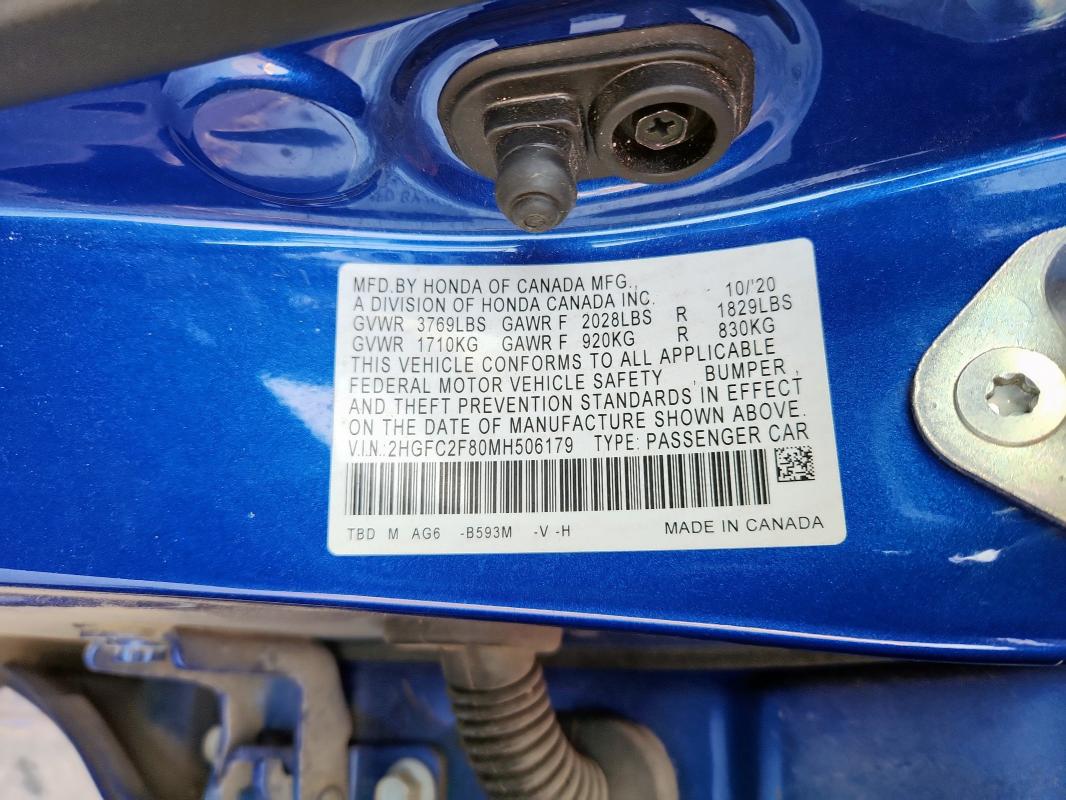 MFD.BY HONDA OF CANADA MFG., 10/'20
A DIVISION OF HONDA CANADA INC.
GVWR 3769LBS GAWR F 2028LBS R 1829LBS
GVWR 1710KG GAWR F 920KG R 830KG
THIS VEHICLE CONFORMS TO ALL APPLICABLE
FEDERAL MOTOR VEHICLE SAFETY , BUMPER ,
AND THEFT PREVENTION STANDARDS IN EFFECT
ON THE DATE OF MANUFACTURE SHOWN ABOVE.
V.I.N.:2HGFC2F80MH506179 TYPE: PASSENGER CAR
TBD M AG6 -B593M -V -H MADE IN CANADA